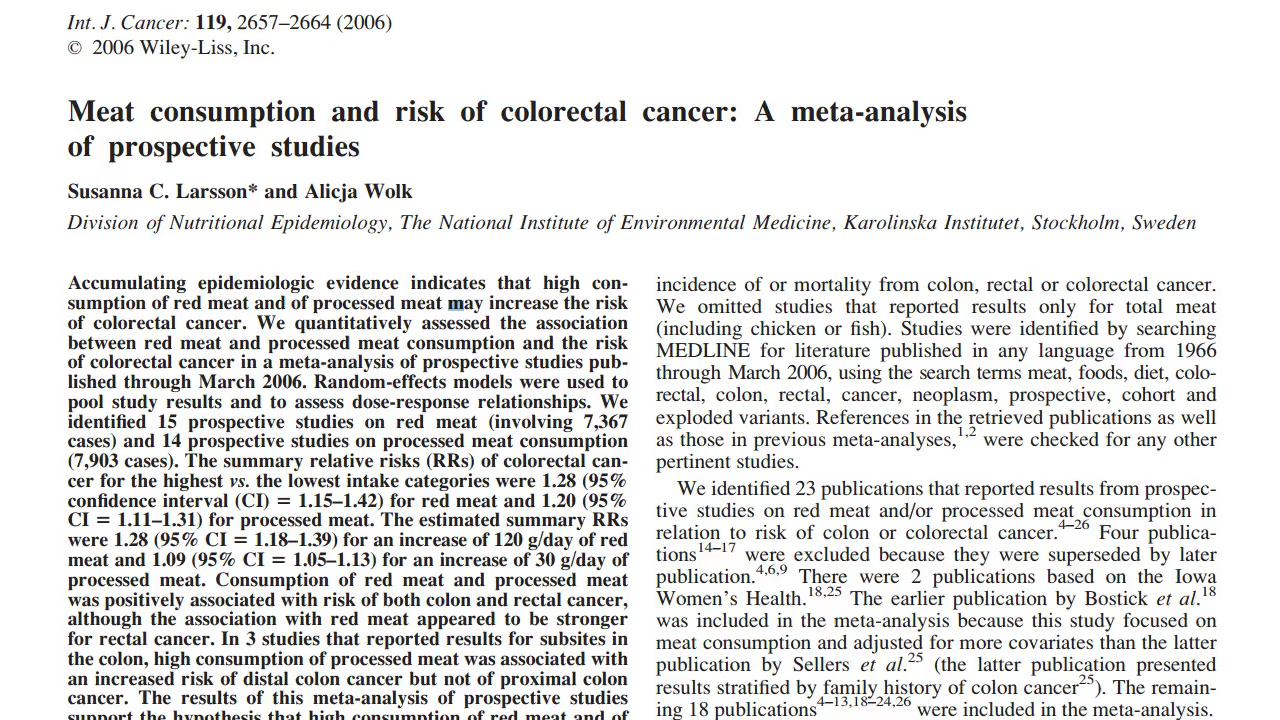 Int. J. Cancer: 119, 2657–2664 (2006)
© 2006 Wiley-Liss, Inc.
Meat consumption and risk of colorectal cancer: A meta-analysis
of prospective studies
Susanna C. Larsson* and Alicja Wolk
Division of Nutritional Epidemiology, The National Institute of Environmental Medicine, Karolinska Institutet, Stockholm, Sweden
Accumulating epidemiologic evidence indicates that high con-
sumption of red meat and of processed meat may increase the risk
of colorectal cancer. We quantitatively assessed the association
between red meat and processed meat consumption and the risk
of colorectal cancer in a meta-analysis of prospective studies pub-
lished through March 2006. Random-effects models were used to
pool study results and to assess dose-response relationships. We
identified 15 prospective studies on red meat (involving 7,367
cases) and 14 prospective studies on processed meat consumption
(7,903 cases). The summary relative risks (RRs) of colorectal can-
cer for the highest vs. the lowest intake categories were 1.28 (95%
confidence interval (CI) = 1.15–1.42) for red meat and 1.20 (95%
CI = 1.11–1.31) for processed meat. The estimated summary RRs
were 1.28 (95% CI = 1.18–1.39) for an increase of 120 g/day of red
meat and 1.09 (95% CI = 1.05–1.13) for an increase of 30 g/day of
processed meat. Consumption of red meat and processed meat
was positively associated with risk of both colon and rectal cancer,
although the association with red meat appeared to be stronger
for rectal cancer. In 3 studies that reported results for subsites in
the colon, high consumption of processed meat was associated with
an increased risk of distal colon cancer but not of proximal colon
cancer. The results of this meta-analysis of prospective studies
support the hypothesis that high consumption of red meat and of
incidence of or mortality from colon, rectal or colorectal cancer.
We omitted studies that reported results only for total meat
(including chicken or fish). Studies were identified by searching
MEDLINE for literature published in any language from 1966
through March 2006, using the search terms meat, foods, diet, colo-
rectal, colon, rectal, cancer, neoplasm, prospective, cohort and
exploded variants. References in the retrieved publications as well
as those in previous meta-analyses,1,2 were checked for any other
pertinent studies.
We identified 23 publications that reported results from prospec-
tive studies on red meat and/or processed meat consumption in
relation to risk of colon or colorectal cancer.4–26 Four publica-
tions14–17 were excluded because they were superseded by later
publication.4,6,9 There were 2 publications based on the Iowa
Women's Health.18,25 The earlier publication by Bostick et al.18
was included in the meta-analysis because this study focused on
meat consumption and adjusted for more covariates than the latter
publication by Sellers et al.25 (the latter publication presented
results stratified by family history of colon cancer25). The remain-
ing 18 publications4–13,18–24,26 were included in the meta-analysis.